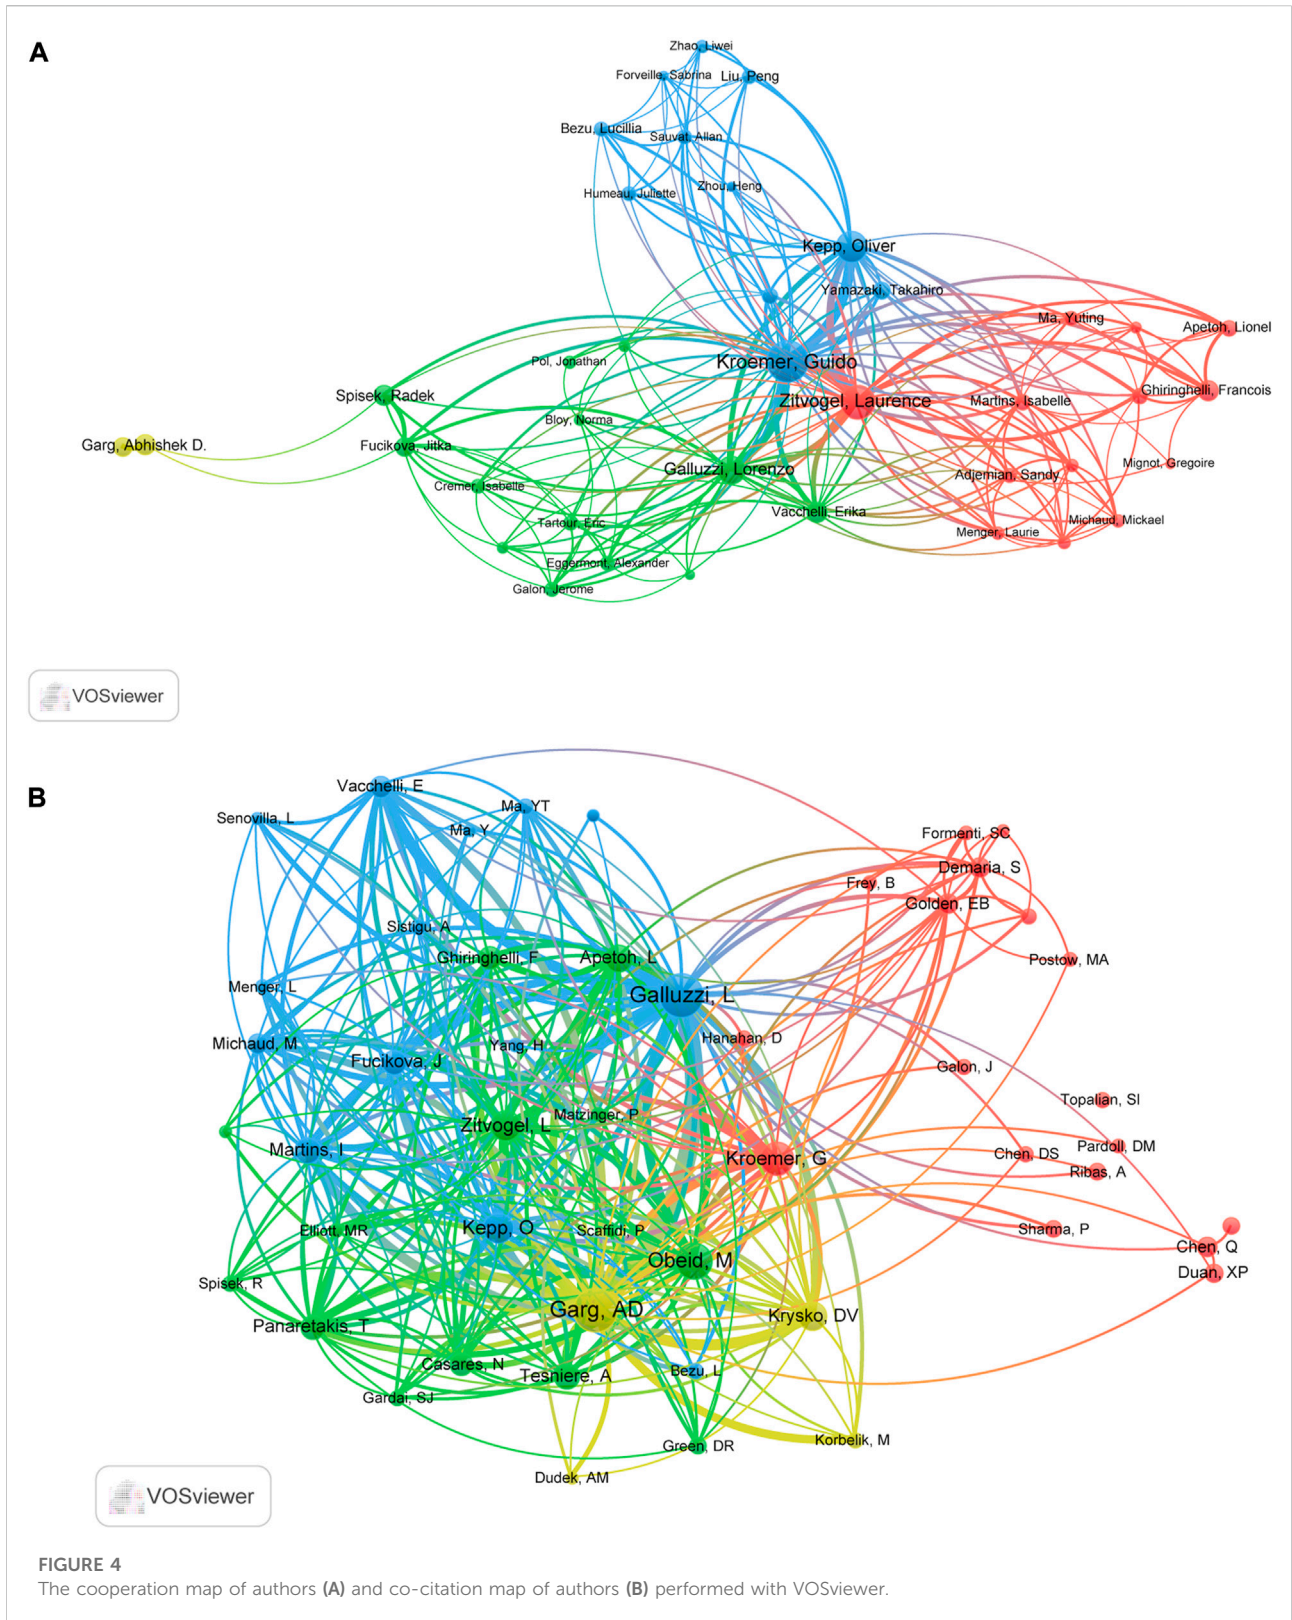 A
Zhao, Liwei
Forveille, Sabrina
Liu, Peng
Bezu, Lucillia
Sauvat, Allan
Humeau, Juliette
Zhou, Heng
Kepp, Oliver
Yamazaki, Takahiro
Ma, Yuting
Apetoh, Lionel
Pol, Jonathan
Kroemer, Guido
Spisek, Radek
Zitvogel, Laurence
Martins, Isabelle
Ghiringhelli, Francois
Bloy, Norma
Garg, Abhishek D.
Fucikova, Jitka
Galluzzi, Lorenzo
Mignot, Gregoire
Cremer, Isabelle
Adjemian, Sandy
Tartour, Eric
Vacchelli, Erika
Michaud, Mickael
Menger, Laurie
Eggermont, Alexander
Galon, Jerome
VOSviewer
B
Vacchelli, E
Senovilla, L
Ma, YT
Ma, Y
Formenti, SC
Demaria, S
Frey, B
Golden, EB
Sistigu, A
Ghiringhelli, F
Apetoh, L
Postow, MA
Menger, L
Galluzzi, L
Michaud, M
Yang, H
Hanahan, D
Fucikova, J
Galon, J
Topalian, Sl
Zitvogel, L
Matzinger, P
Martins, I
Kroemer, G
Chen, DS
Pardoll, DM
Ribas, A
Elliott, MR
Kepp, O
Scaffidi, P
Sharma, P
Chen, Q
Obeid, M
Duan, XP
Spisek, R
Garg, AD
Krysko, DV
Panaretakis, T
Casares, N
Tesniere, A
Bezu, L
Gardai, SJ
Green, DR
Korbelik, M
Dudek, AM
VOSviewer
FIGURE 4
The cooperation map of authors (A) and co-citation map of authors (B) performed with VOSviewer.